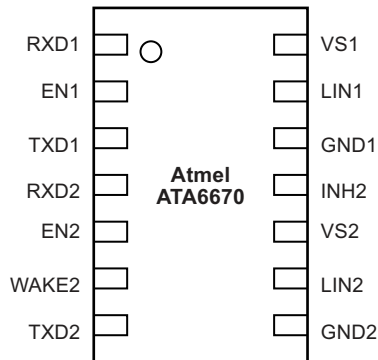 RXD1
VS1
EN1
LIN1
TXD1
GND1
Atmel
ATA6670
RXD2
INH2
EN2
VS2
WAKE2
LIN2
TXD2
GND2